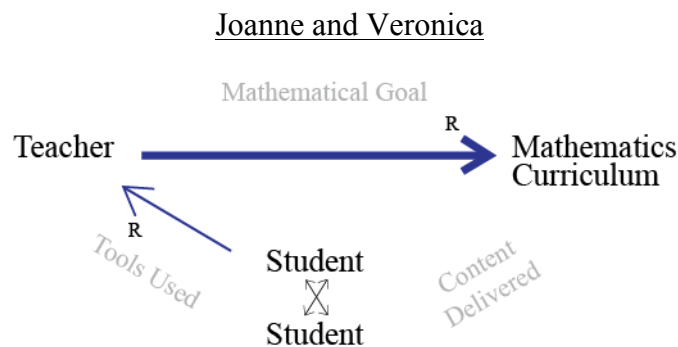 Joanne and Veronica
Mathematical Goal
R
Teacher
Mathematics
Curriculum
R
Tools Used
Student
Content
Delivered
Student